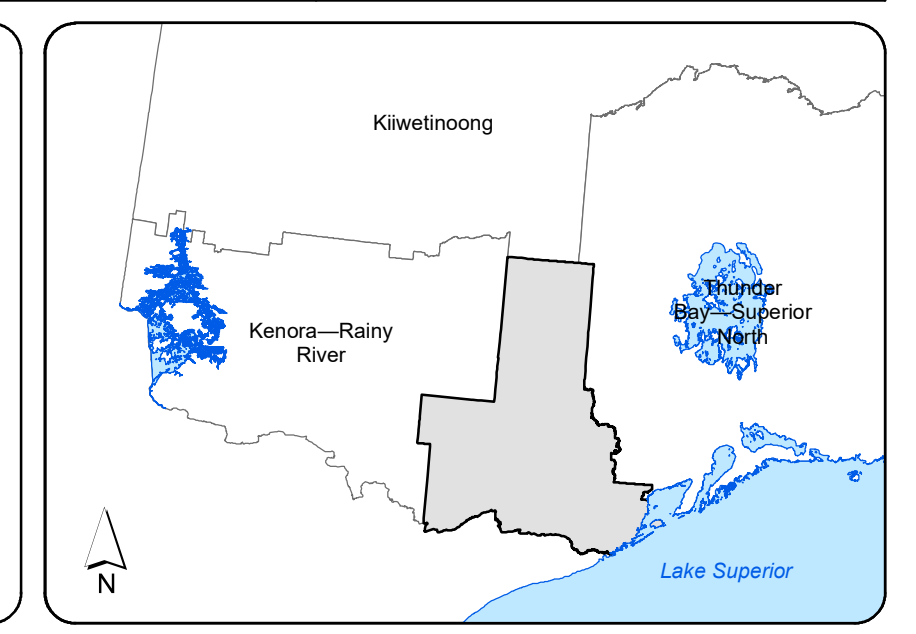 Kiiwetinoong
Thunder
Bay—Superior
North
Kenora—Rainy
River
Lake Superior
N